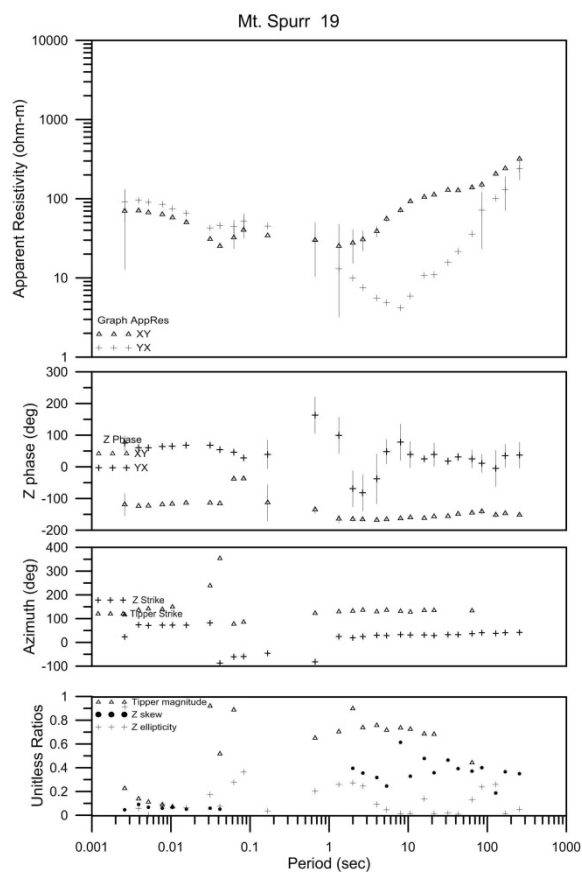 Mt. Spurr 19
10000
1000
100
10
1
Apparent Resistivity (ohm-m)
Graph AppRes
XY
YX
300
200
100
0
-100
-200
Z phase (deg)
Z Phase
XY
YX
400
300
200
100
0
-100
Azimuth (deg)
Z Strike
Tipper Strike
1
0.8
0.6
0.4
0.2
0
Unitless Ratios
Tipper magnitude
Z skew
Z ellipticity
0.001 0.01 0.1 1 10 100 1000
Period (sec)